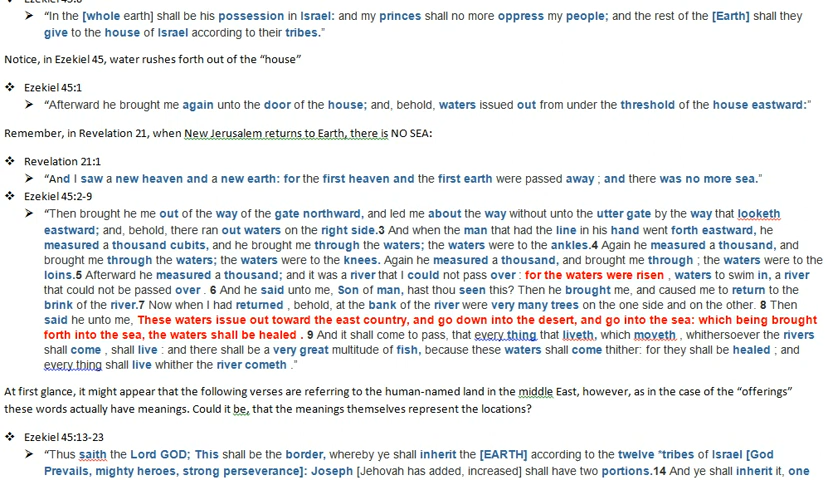 Ezekiel 45:8
➤ "In the [whole earth] shall be his possession in Israel: and my princes shall no more oppress my people; and the rest of the [Earth] shall they
give to the house of Israel according to their tribes."
Notice, in Ezekiel 45, water rushes forth out of the "house"
❖ Ezekiel 45:1
➤ "Afterward he brought me again unto the door of the house; and, behold, waters issued out from under the threshold of the house eastward:"
Remember, in Revelation 21, when New Jerusalem returns to Earth, there is NO SEA:
❖ Revelation 21:1
➤ "And I saw a new heaven and a new earth: for the first heaven and the first earth were passed away ; and there was no more sea."
❖ Ezekiel 45:2-9
➤ "Then brought he me out of the way of the gate northward, and led me about the way without unto the utter gate by the way that looketh
eastward; and, behold, there ran out waters on the right side.3 And when the man that had the line in his hand went forth eastward, he
measured a thousand cubits, and he brought me through the waters; the waters were to the ankles.4 Again he measured a thousand, and
brought me through the waters; the waters were to the knees. Again he measured a thousand, and brought me through ; the waters were to the
loins.5 Afterward he measured a thousand; and it was a river that I could not pass over : for the waters were risen , waters to swim in, a river
that could not be passed over . 6 And he said unto me, Son of man, hast thou seen this? Then he brought me, and caused me to return to the
brink of the river.7 Now when I had returned , behold, at the bank of the river were very many trees on the one side and on the other. 8 Then
said he unto me, These waters issue out toward the east country, and go down into the desert, and go into the sea: which being brought
forth into the sea, the waters shall be healed . 9 And it shall come to pass, that every thing that liveth, which moveth , whithersoever the rivers
shall come , shall live : and there shall be a very great multitude of fish, because these waters shall come thither: for they shall be healed ; and
every thing shall live whither the river cometh ."
At first glance, it might appear that the following verses are referring to the human-named land in the middle East, however, as in the case of the "offerings"
these words actually have meanings. Could it be, that the meanings themselves represent the locations?
❖ Ezekiel 45:13-23
➤ "Thus saith the Lord GOD; This shall be the border, whereby ye shall inherit the [EARTH] according to the twelve *tribes of Israel [God
Prevails, mighty heroes, strong perseverance]: Joseph [Jehovah has added, increased] shall have two portions.14 And ye shall inherit it, one